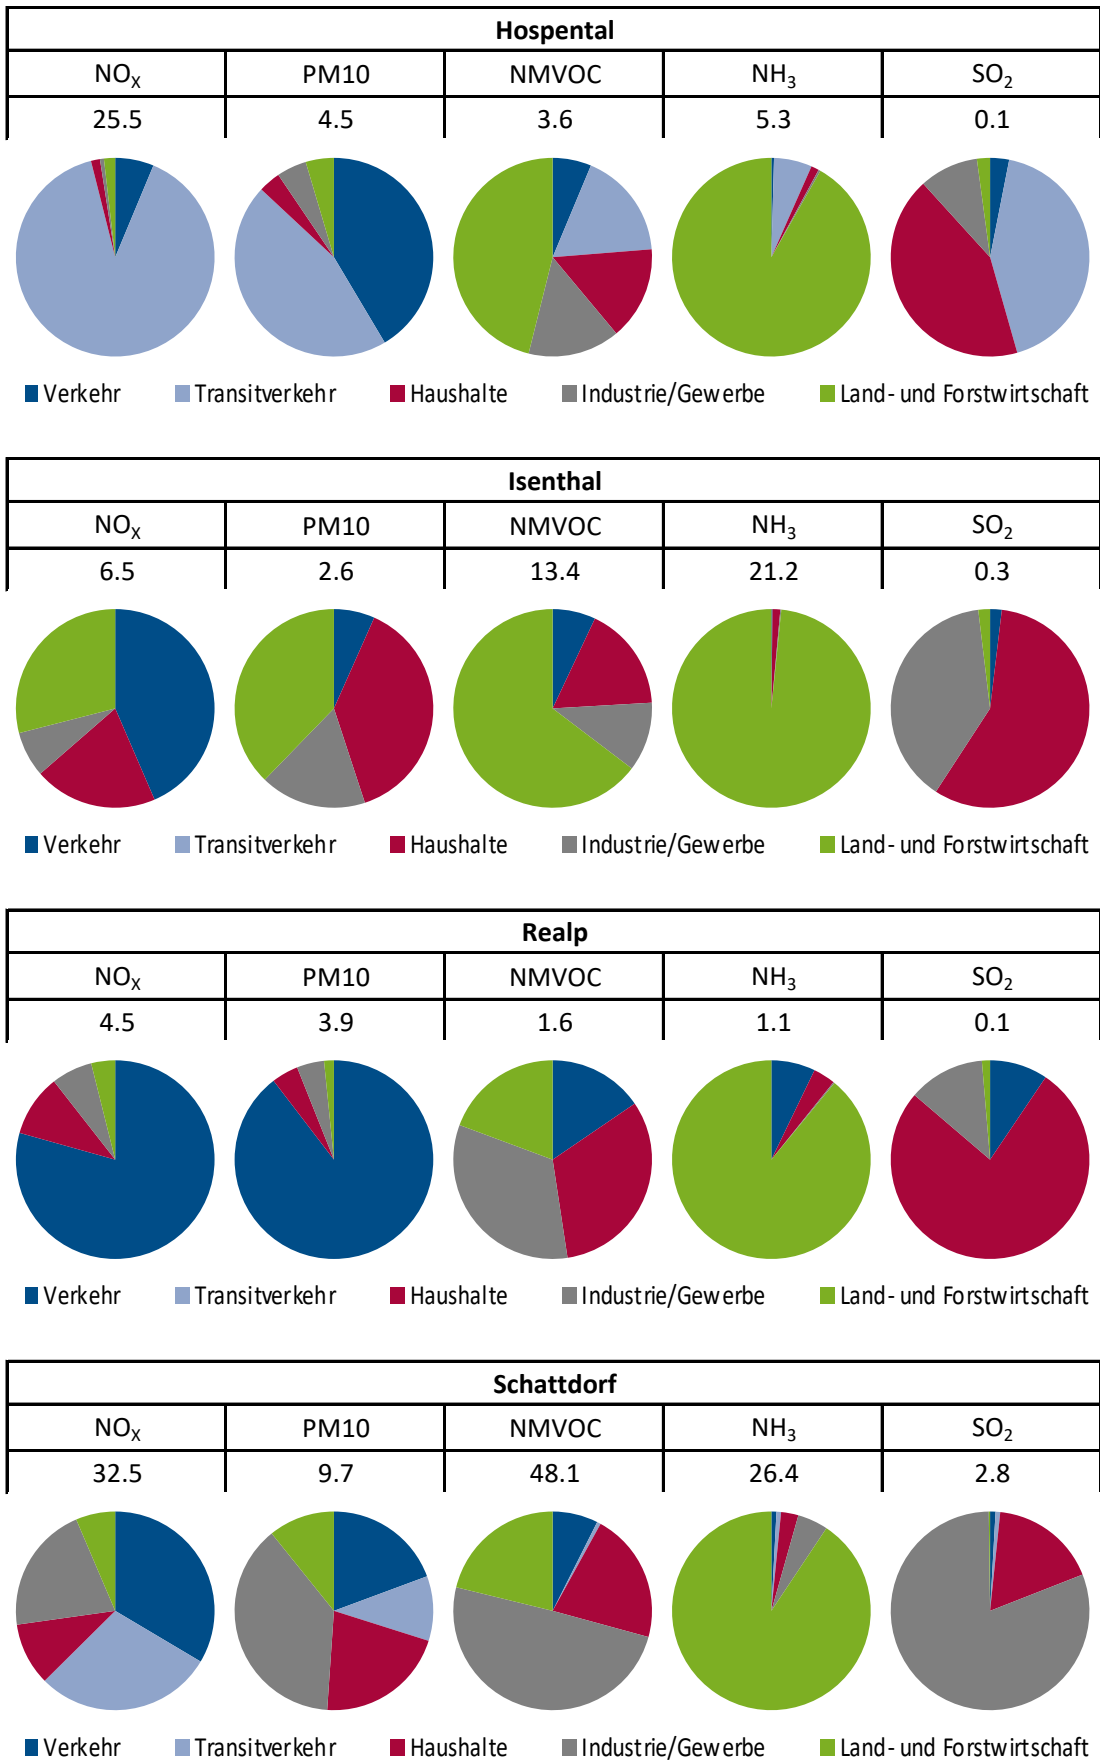 Hospental
NOX PM10 NMVOC NH3 SO2
25.5 4.5 3.6 5.3 0.1
Verkehr Transitverkehr Haushalte Industrie/Gewerbe Land- und Forstwirtschaft
Isenthal
NOX PM10 NMVOC NH3 SO2
6.5 2.6 13.4 21.2 0.3
Verkehr Transitverkehr Haushalte Industrie/Gewerbe Land- und Forstwirtschaft
Realp
NOX PM10 NMVOC NH3 SO2
4.5 3.9 1.6 1.1 0.1
Verkehr Transitverkehr Haushalte Industrie/Gewerbe Land- und Forstwirtschaft
Schattdorf
NOX PM10 NMVOC NH3 SO2
32.5 9.7 48.1 26.4 2.8
Verkehr Transitverkehr Haushalte Industrie/Gewerbe Land- und Forstwirtschaft